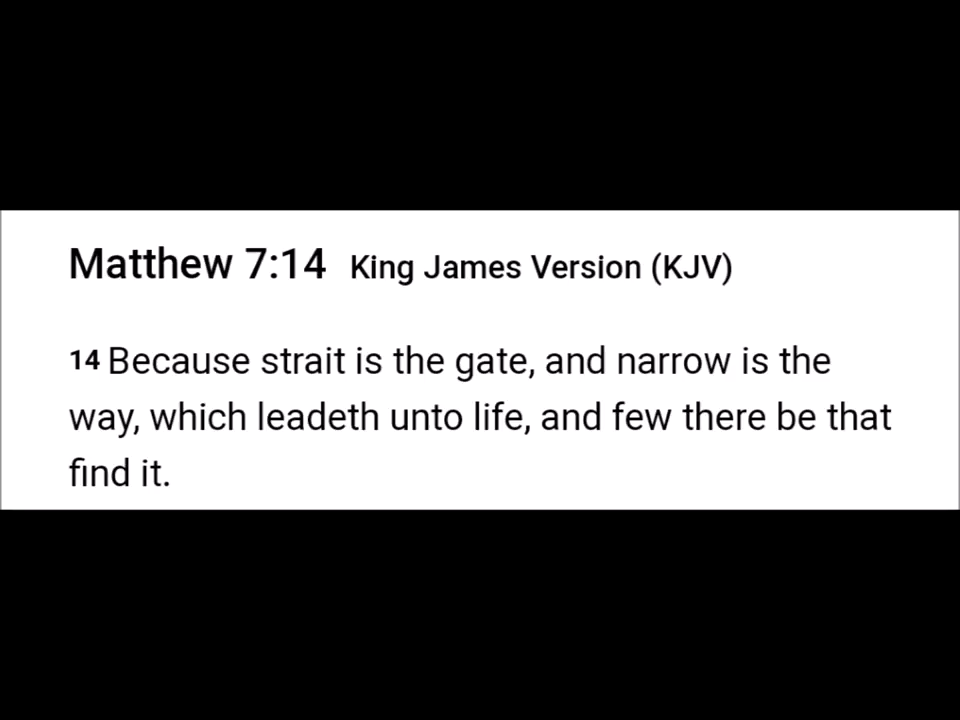 Matthew 7:14 King James Version (KJV)
14 Because strait is the gate, and narrow is the
way, which leadeth unto life, and few there be that
find it.